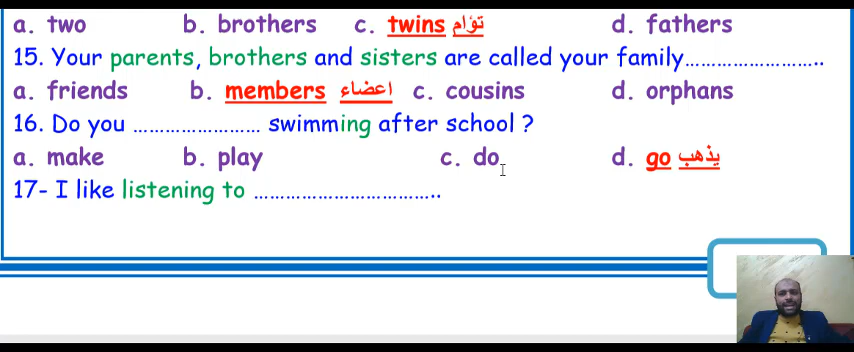 a. two b. brothers c. twins تؤام d. fathers
15. Your parents, brothers and sisters are called your family..........................
a. friends b. members اعضاء c. cousins d. orphans
16. Do you ........................ swimming after school ?
a. make b. play c. do d. go يذهب
17- I like listening to ...................................